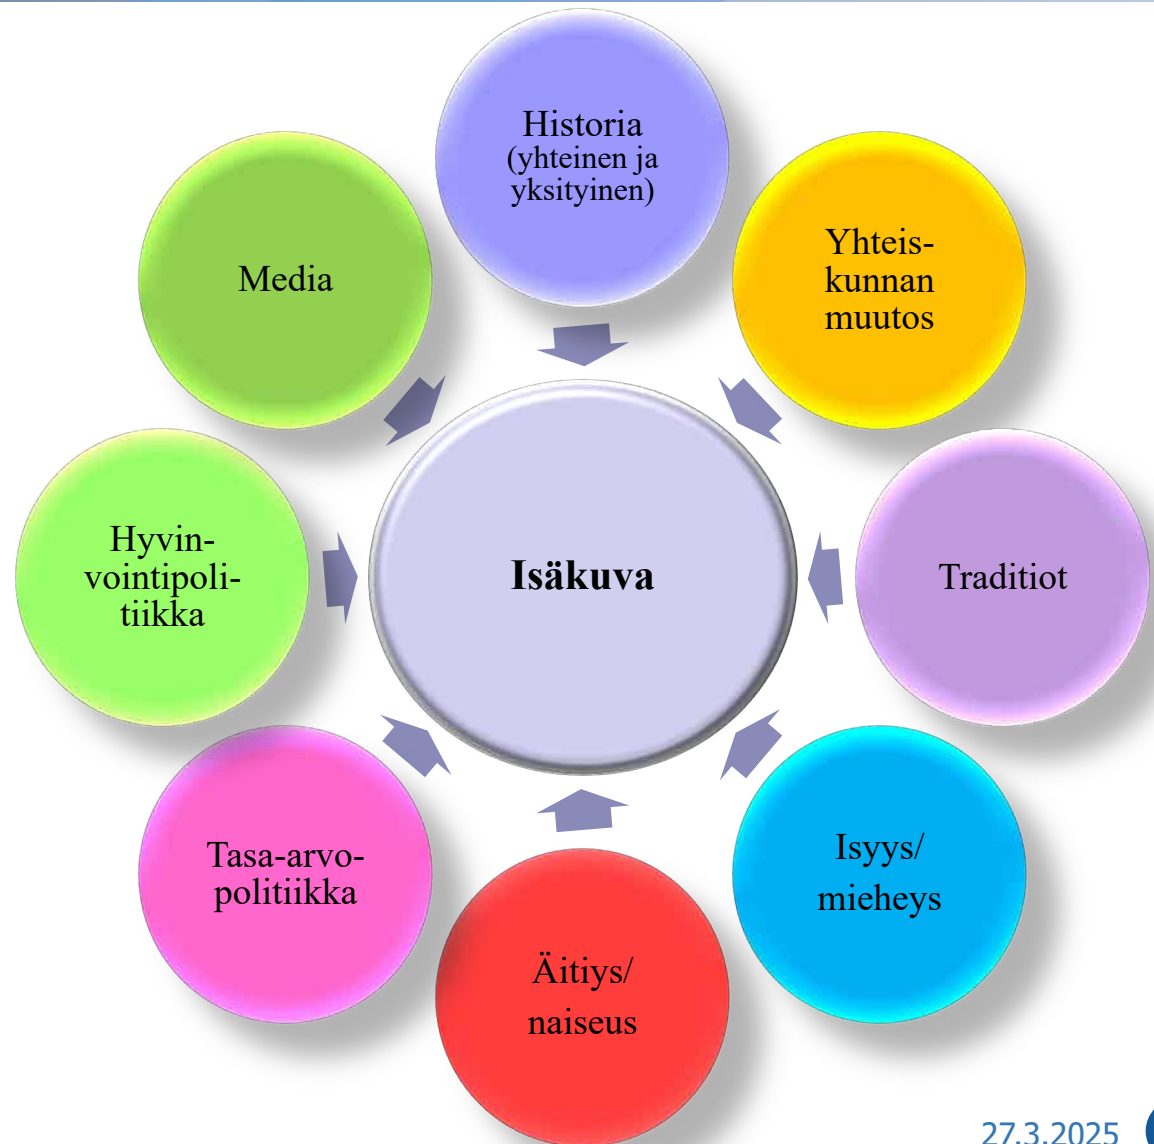 Historia
(yhteinen ja
yksityinen)
Yhteis-
kunnan
muutos
Traditiot
Isyys/
mieheys
Äitiys/
naiseus
Tasa-arvo-
politiikka
Hyvin-
vointipoli-
tiikka
Media
Isäkuva
27.3.2025